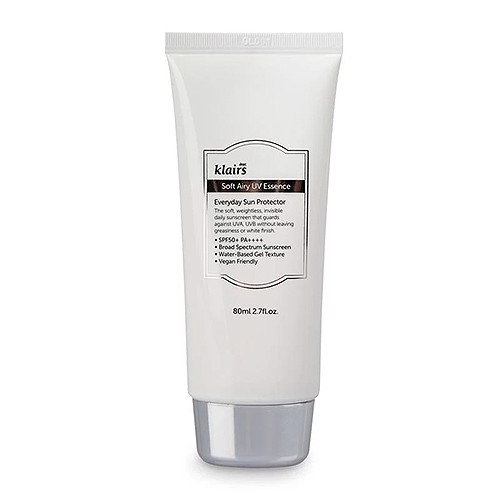 GL001
dear,
klairs
Soft Airy UV Essence
Everyday Sun Protector
The soft, weightless, invisible
daily sunscreen that guards
against UVA, UVB without leaving
greasiness or white finish.
• SPF50+ PA++++
• Broad Spectrum Sunscreen
• Water-Based Gel Texture
• Vegan Friendly
80ml 2.7fl.oz.